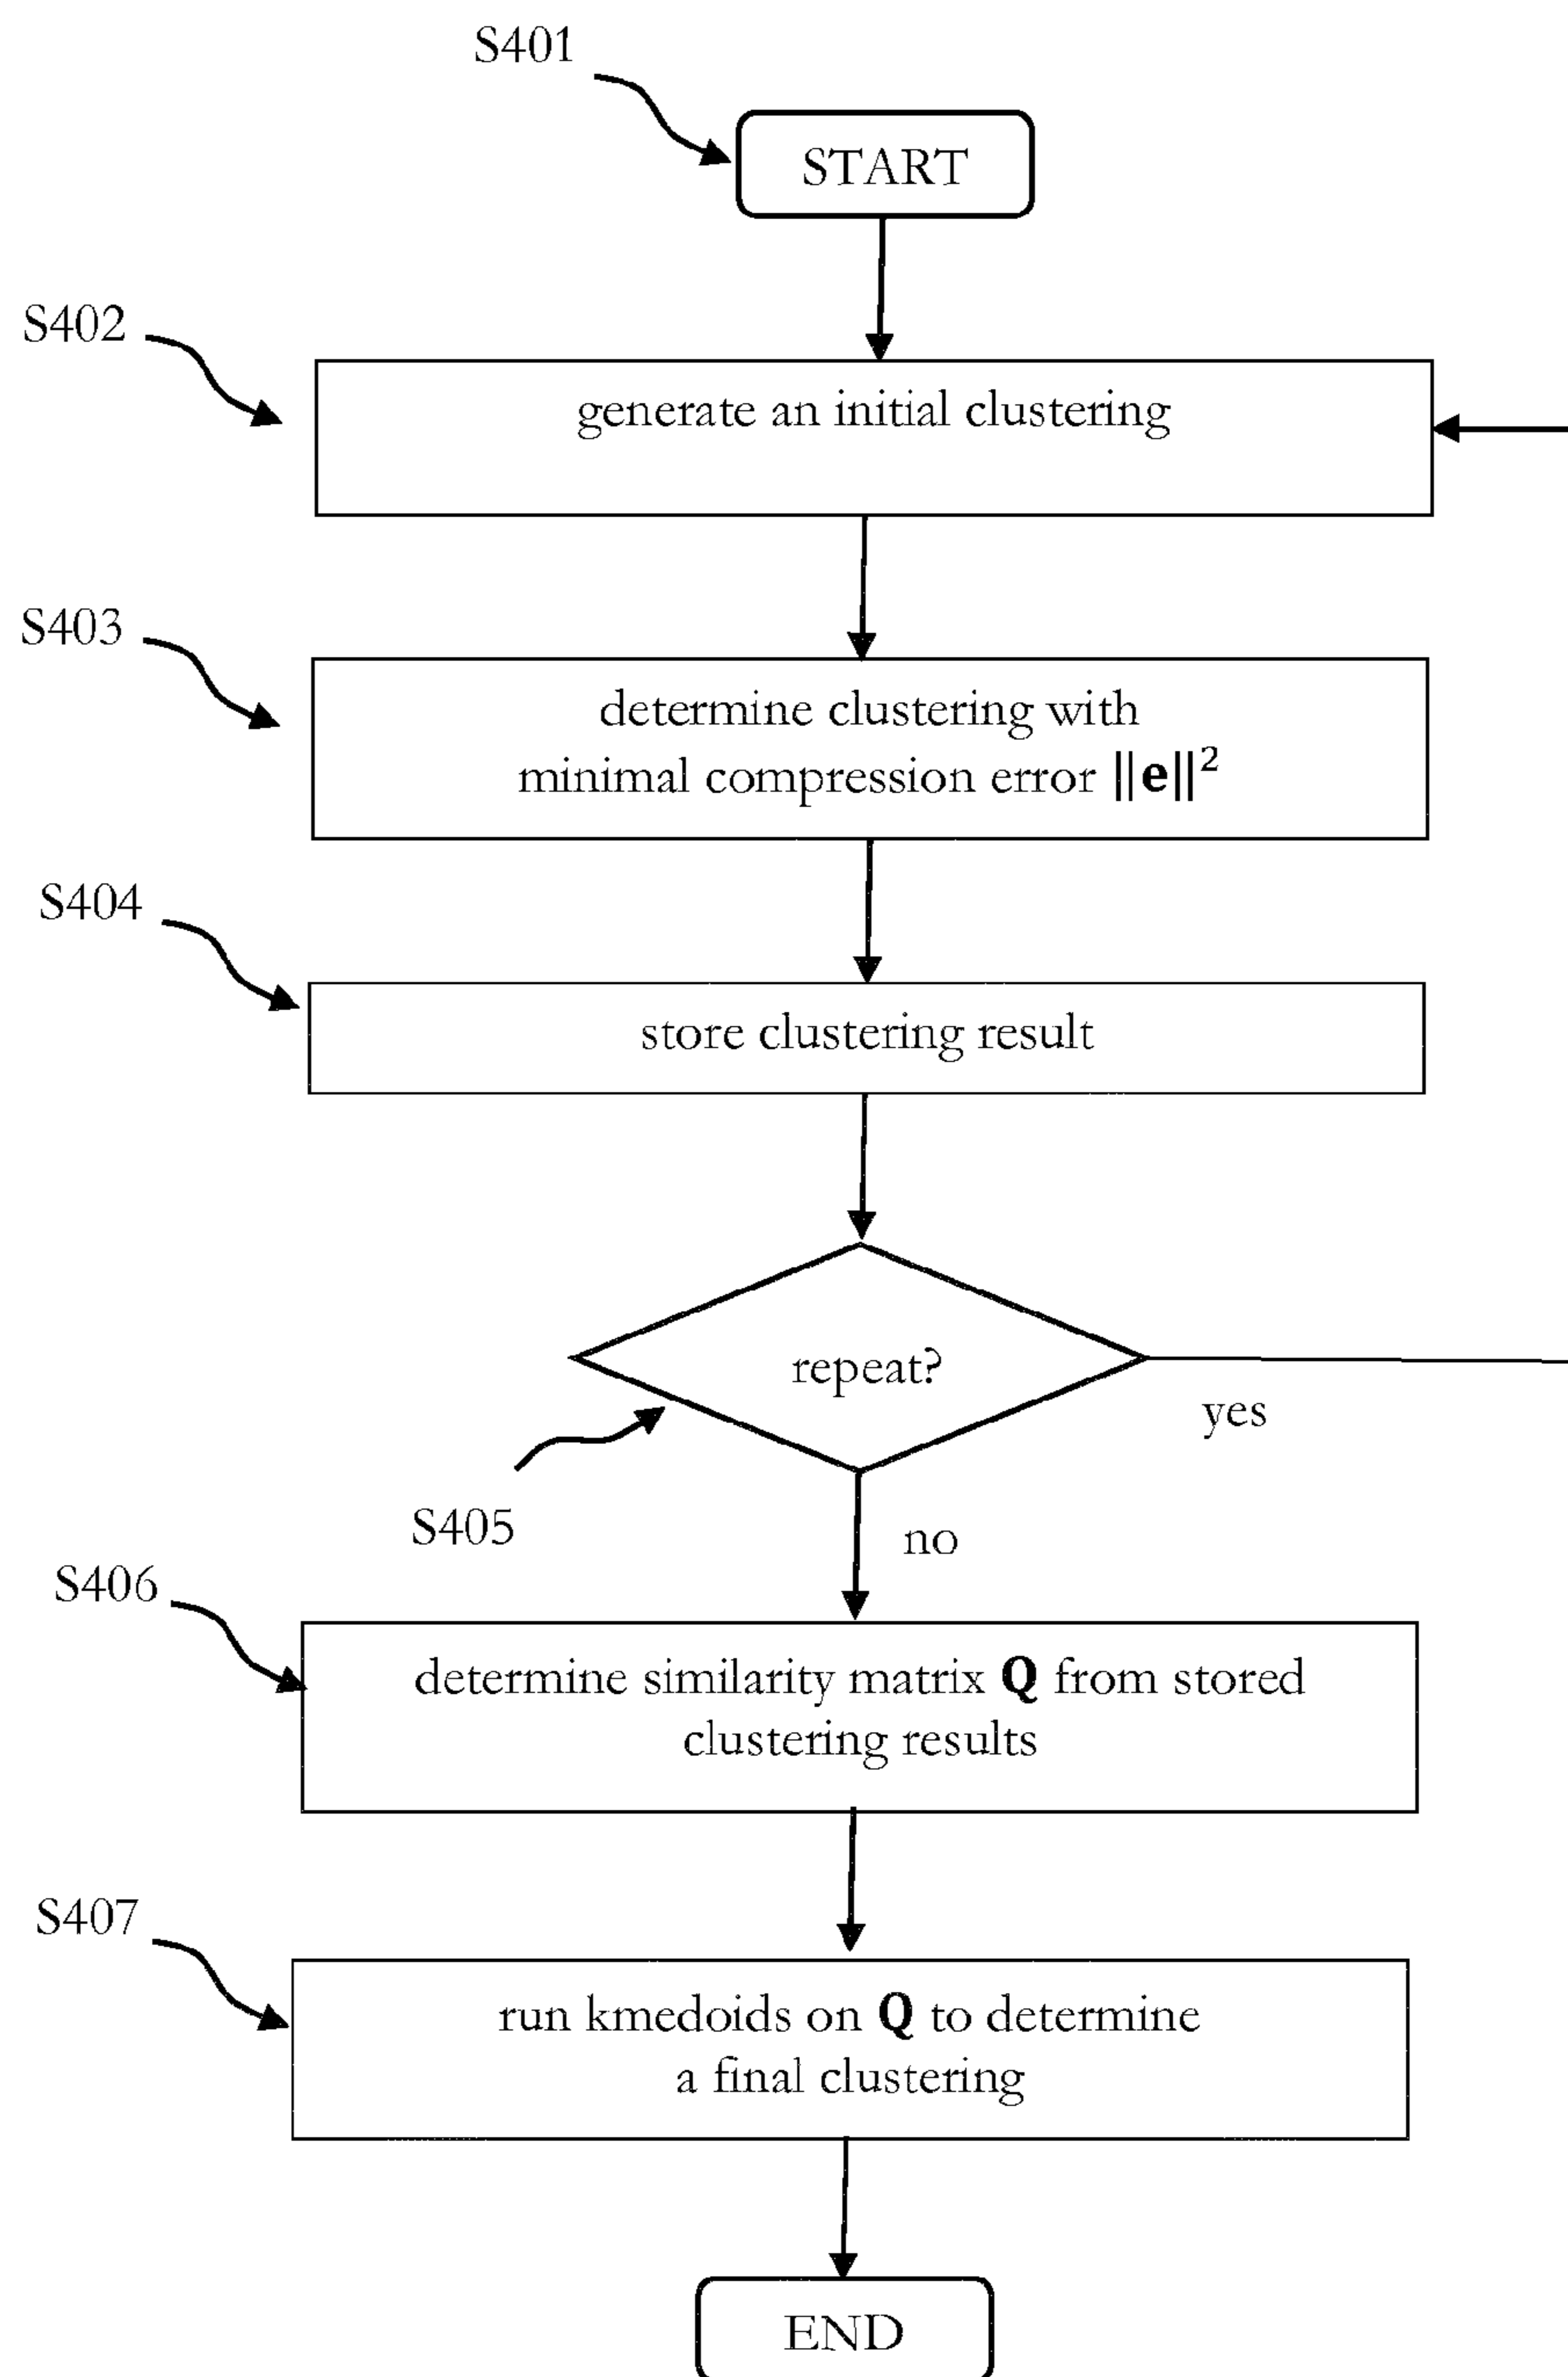 S401
START
S402
generate an initial clustering
S403
determine clustering with
minimal compression error ||e||²
S404
store clustering result
repeat?
yes
S405
no
S406
determine similarity matrix Q from stored
clustering results
S407
run kmedoids on Q to determine
a final clustering
END